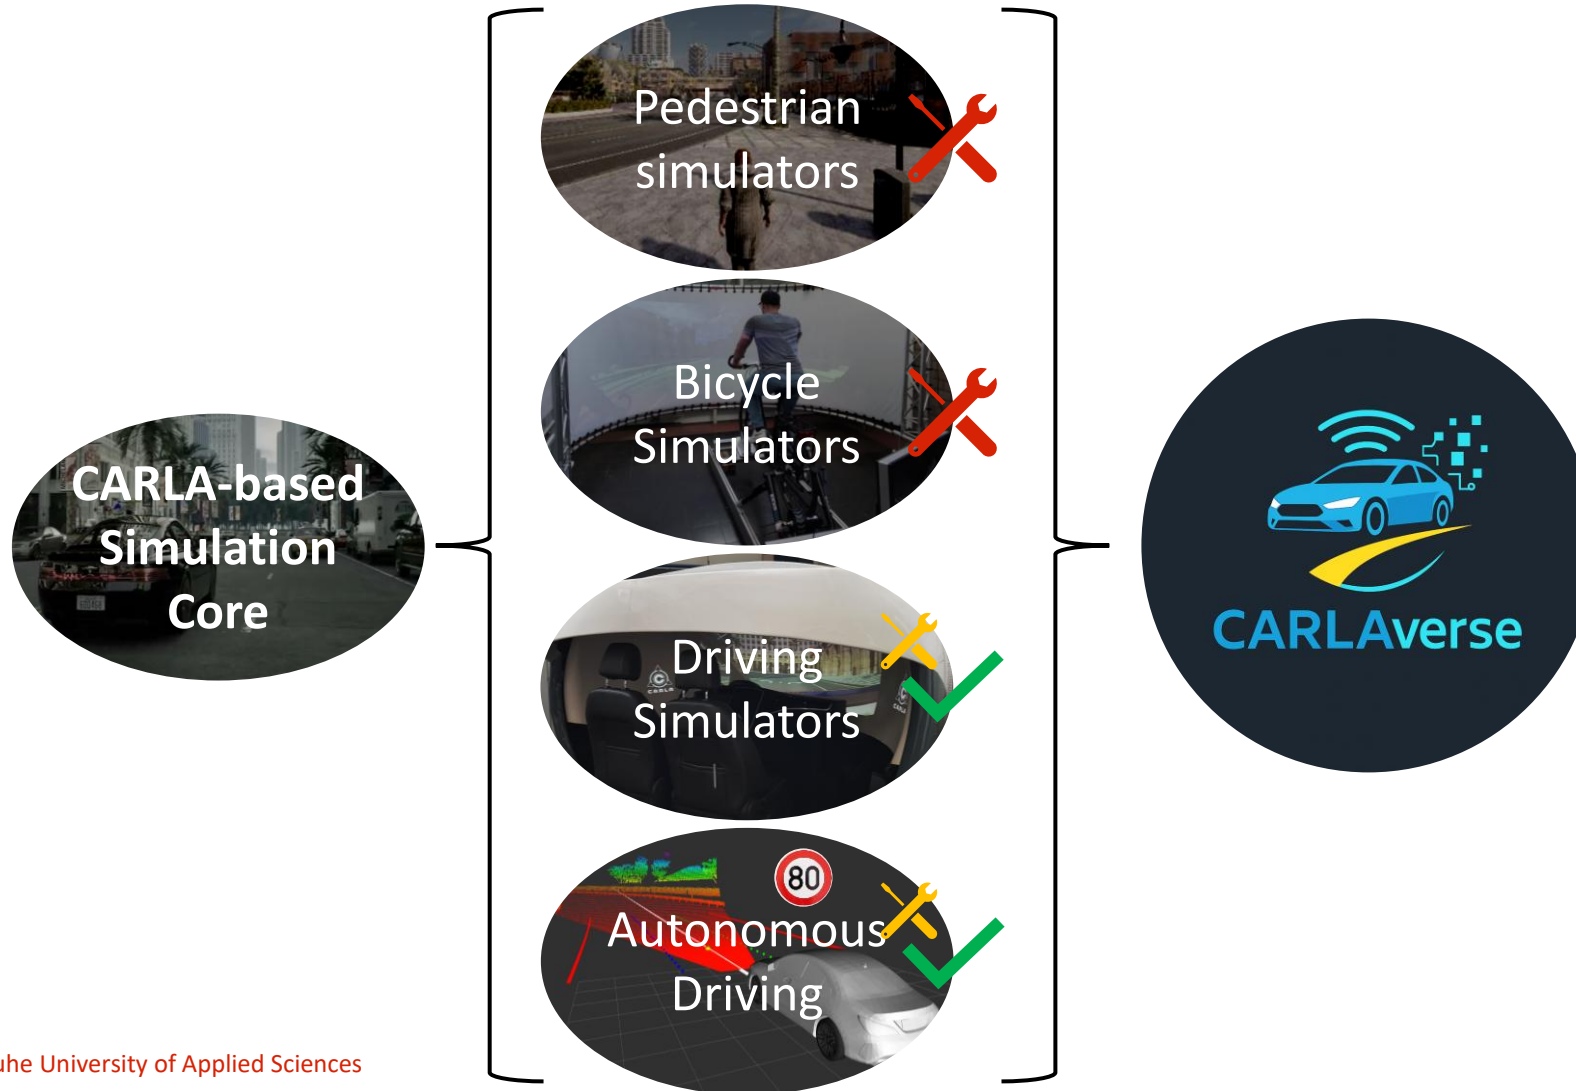 CARLA-based
Simulation
Core
Pedestrian
simulators
Bicycle
Simulators
Driving
Simulators
CARLA
80
Autonomous
Driving
CARLAverse
uhe University of Applied Sciences